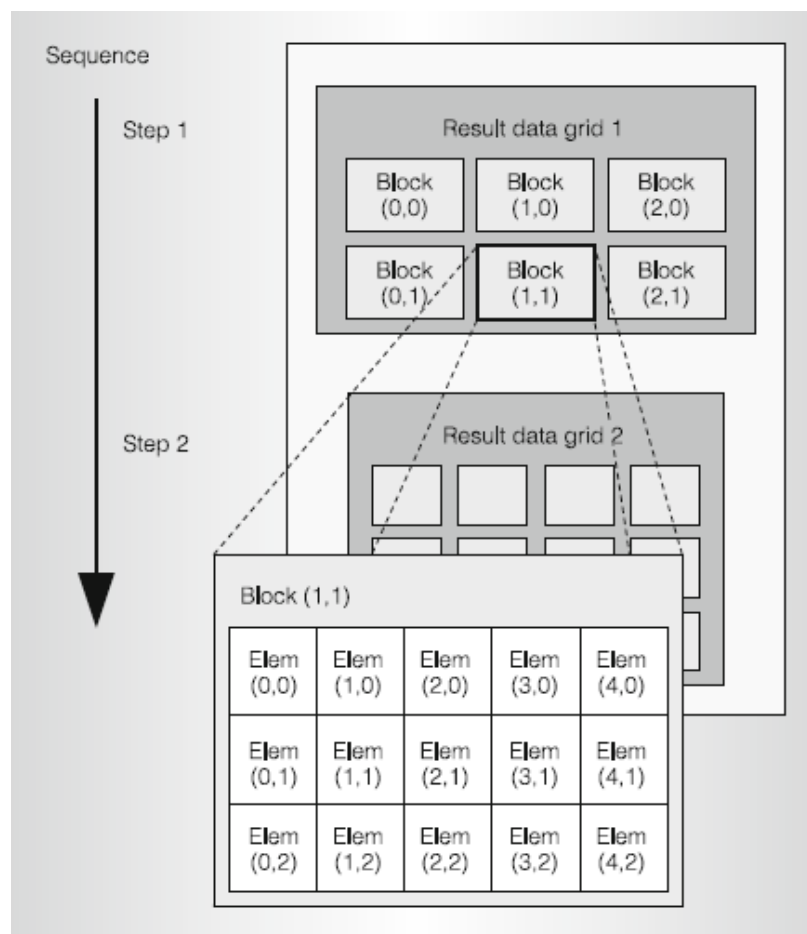 Sequence
Step 1
Result data grid 1
Block Block Block
(0,0) (1,0) (2,0)
Block Block Block
(0,1) (1,1) (2,1)
Step 2
Result data grid 2
Block (1,1)
Elem Elem Elem Elem Elem
(0,0) (1,0) (2,0) (3,0) (4,0)
Elem Elem Elem Elem Elem
(0,1) (1,1) (2,1) (3,1) (4,1)
Elem Elem Elem Elem Elem
(0,2) (1,2) (2,2) (3,2) (4,2)